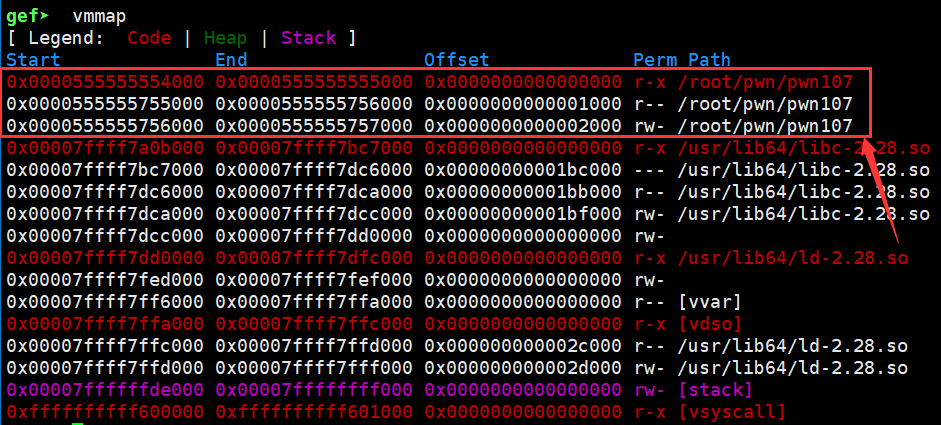 gef➤  vmmap
[ Legend:  Code | Heap | Stack ]
Start              End                Offset             Perm Path
0x0000555555554000 0x0000555555555000 0x0000000000000000 r-x /root/pwn/pwn107
0x0000555555755000 0x0000555555756000 0x0000000000001000 r-- /root/pwn/pwn107
0x0000555555756000 0x0000555555757000 0x0000000000002000 rw- /root/pwn/pwn107
0x00007ffff7a0b000 0x00007ffff7bc7000 0x0000000000000000 r-x /usr/lib64/libc-2.28.so
0x00007ffff7bc7000 0x00007ffff7dc6000 0x00000000001bc000 --- /usr/lib64/libc-2.28.so
0x00007ffff7dc6000 0x00007ffff7dca000 0x00000000001bb000 r-- /usr/lib64/libc-2.28.so
0x00007ffff7dca000 0x00007ffff7dcc000 0x00000000001bf000 rw- /usr/lib64/libc-2.28.so
0x00007ffff7dcc000 0x00007ffff7dd0000 0x0000000000000000 rw-
0x00007ffff7dd0000 0x00007ffff7dfc000 0x0000000000000000 r-x /usr/lib64/ld-2.28.so
0x00007ffff7fed000 0x00007ffff7fef000 0x0000000000000000 rw-
0x00007ffff7ff6000 0x00007ffff7ffa000 0x0000000000000000 r-- [vvar]
0x00007ffff7ffa000 0x00007ffff7ffc000 0x0000000000000000 r-x [vdso]
0x00007ffff7ffc000 0x00007ffff7ffd000 0x000000000002c000 r-- /usr/lib64/ld-2.28.so
0x00007ffff7ffd000 0x00007ffff7fff000 0x000000000002d000 rw- /usr/lib64/ld-2.28.so
0x00007ffffffde000 0x00007ffffffff000 0x0000000000000000 rw- [stack]
0xffffffffff600000 0xffffffffff601000 0x0000000000000000 r-x [vsyscall]